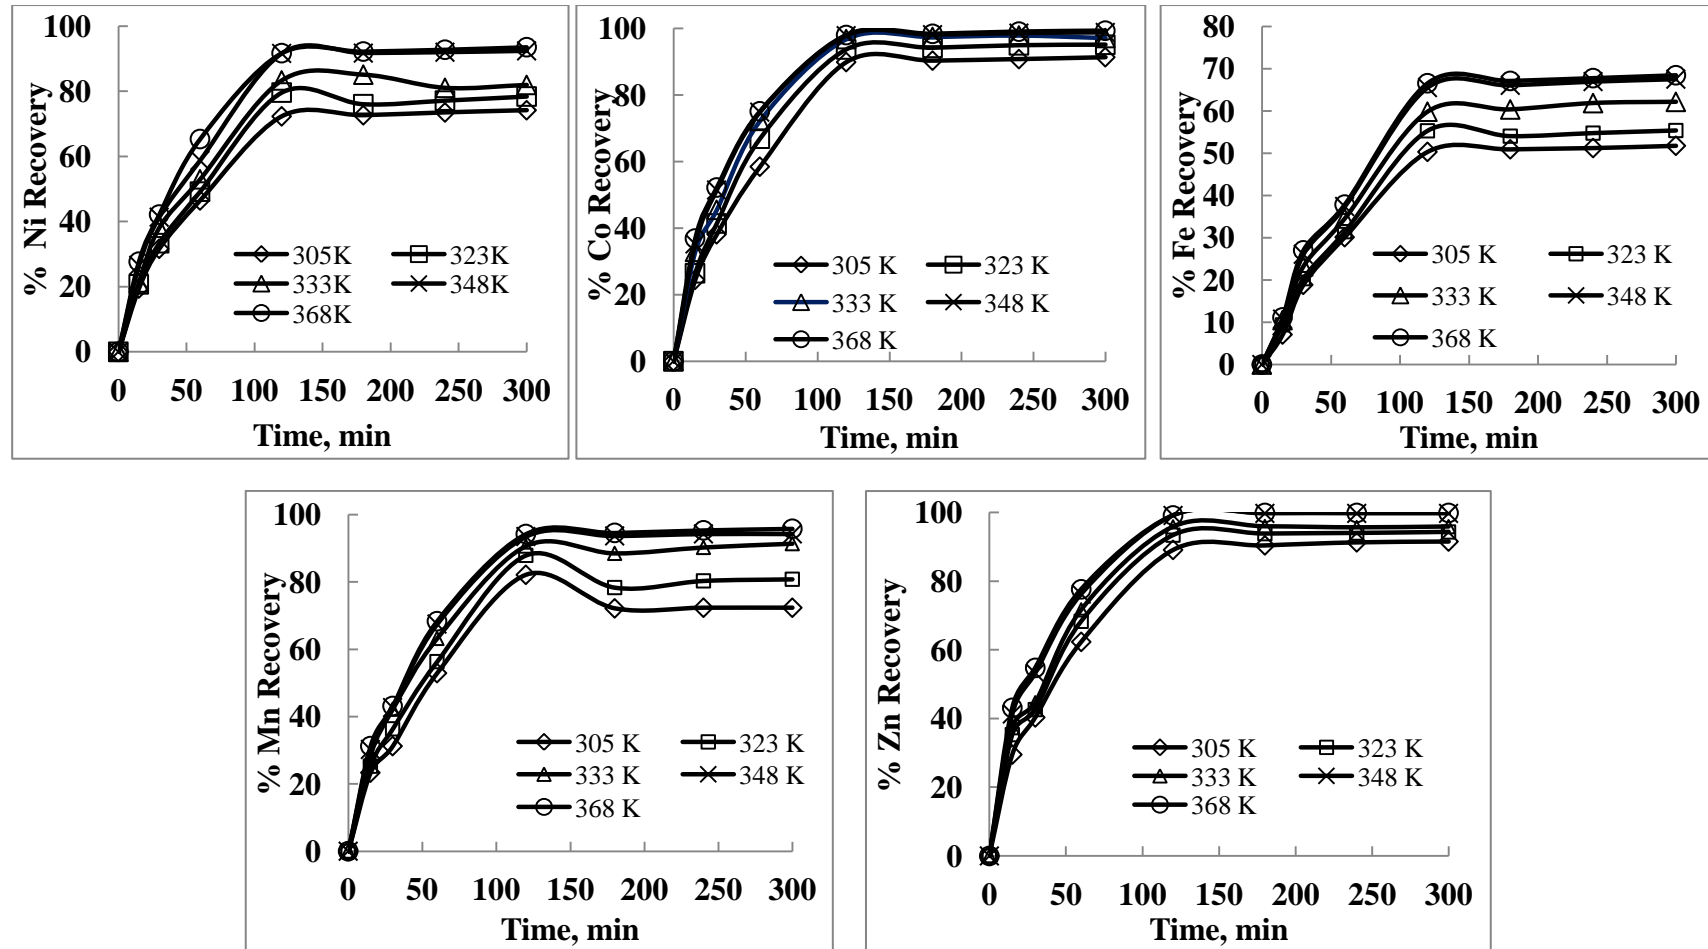 % Ni Recovery
100
80
60
40
20
0
305K 323K
333K 348K
368K
0 50 100 150 200 250 300
Time, min
% Co Recovery
100
80
60
40
20
0
305 K 323 K
333 K 348 K
368 K
0 50 100 150 200 250 300
Time, min
% Fe Recovery
80
70
60
50
40
30
20
10
0
305 K 323 K
333 K 348 K
368 K
0 50 100 150 200 250 300
Time, min
% Mn Recovery
100
80
60
40
20
0
305 K 323 K
333 K 348 K
368 K
0 50 100 150 200 250 300
Time, min
% Zn Recovery
100
80
60
40
20
0
305 K 323 K
333 K 348 K
368 K
0 50 100 150 200 250 300
Time, min